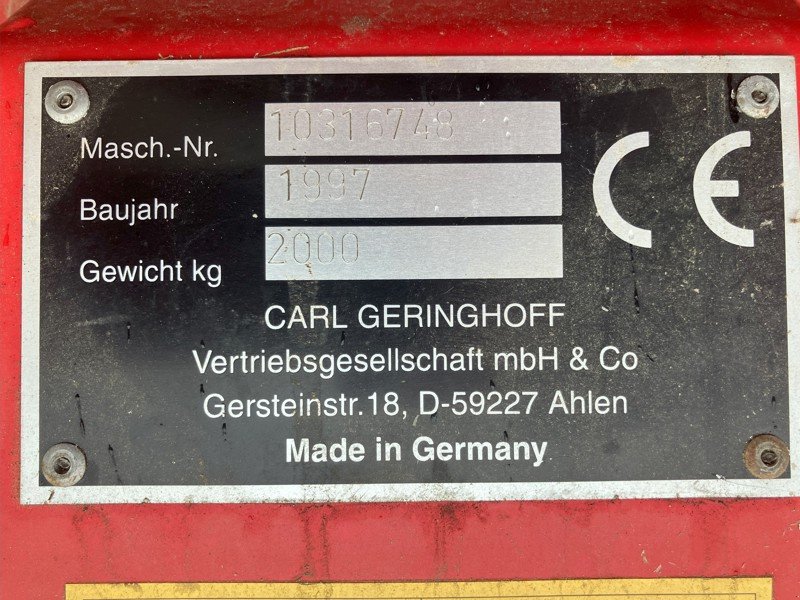 Masch.-Nr. 10316748
Baujahr 1997
Gewicht kg 2000
CE
CARL GERINGHOFF
Vertriebsgesellschaft mbH & Co
Gersteinstr.18, D-59227 Ahlen
Made in Germany